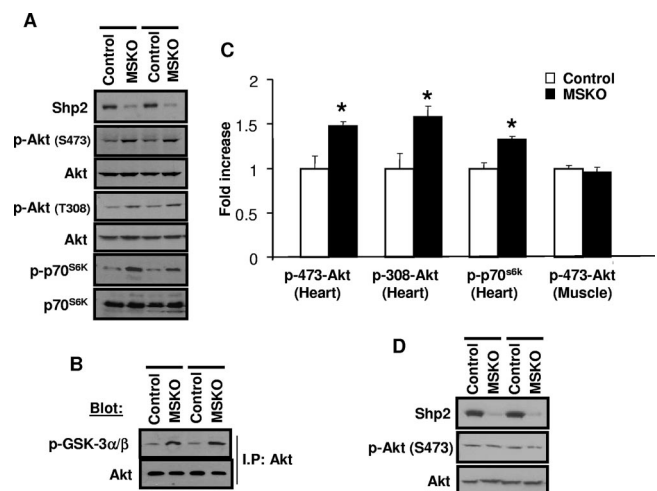 A
Control
MSKO
Control
MSKO
Shp2
p-Akt (S473)
Akt
p-Akt (T308)
Akt
p-p70S6K
p70S6K
C
Fold increase
2
1.5
1
0.5
0
Control
MSKO
*
*
*
p-473-Akt
(Heart)
p-308-Akt
(Heart)
p-p70s6k
(Heart)
p-473-Akt
(Muscle)
B
Blot:
Control
MSKO
Control
MSKO
p-GSK-3α/β
Akt
I.P: Akt
D
Control
MSKO
Control
MSKO
Shp2
p-Akt (S473)
Akt